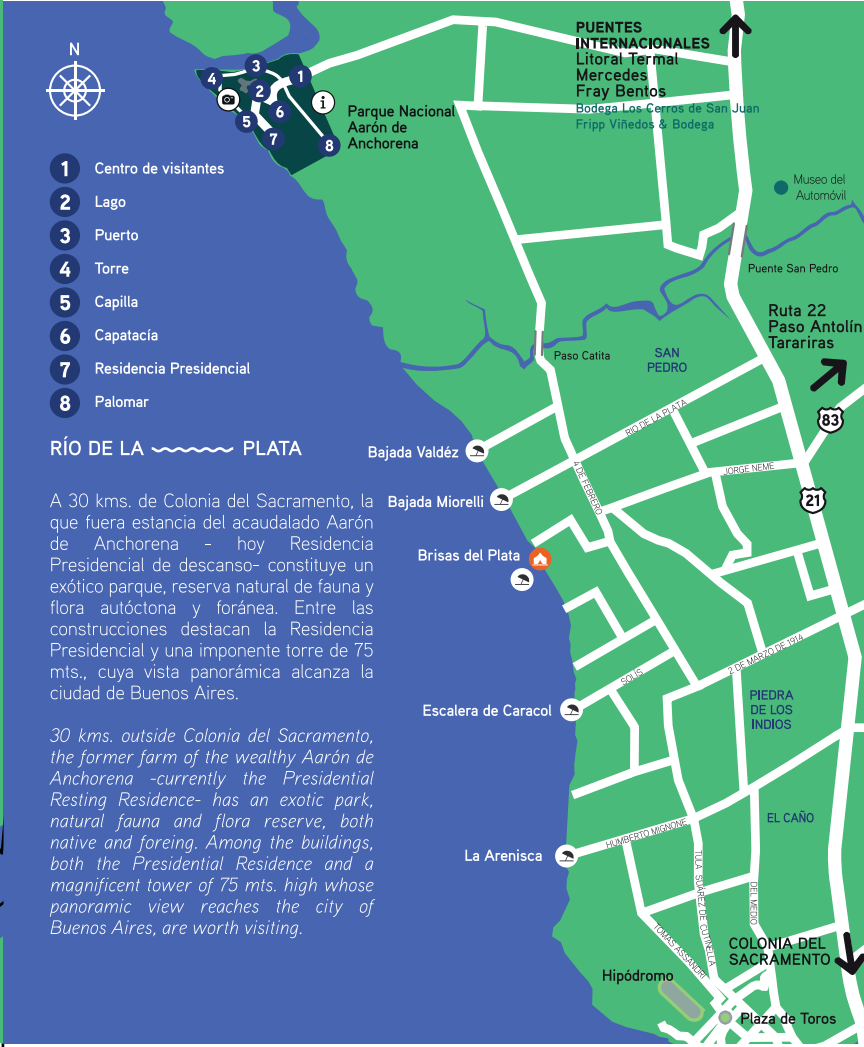 N
PUENTES
INTERNACIONALES
Litoral Termal
Mercedes
Fray Bentos
Bodega Los Cerros de San Juan
Fripp Viñedos & Bodega
4
3
1
2
i
6
5
7
8
Parque Nacional
Aarón de
Anchorena
Museo del
Automóvil
Puente San Pedro
1 Centro de visitantes
2 Lago
3 Puerto
4 Torre
5 Capilla
6 Capatacía
7 Residencia Presidencial
8 Palomar
Ruta 22
Paso Antolín
Tarariras
Paso Catita
SAN
PEDRO
83
21
RÍO DE LA PLATA
RIO DE LA PLATA
JORGE NEME
4 DE FEBRERO
Bajada Valdéz
Bajada Miorelli
Brisas del Plata
A 30 kms. de Colonia del Sacramento, la
que fuera estancia del acaudalado Aarón
de Anchorena - hoy Residencia
Presidencial de descanso- constituye un
exótico parque, reserva natural de fauna y
flora autóctona y foránea. Entre las
construcciones destacan la Residencia
Presidencial y una imponente torre de 75
mts., cuya vista panorámica alcanza la
ciudad de Buenos Aires.
30 kms. outside Colonia del Sacramento,
the former farm of the wealthy Aarón de
Anchorena -currently the Presidential
Resting Residence- has an exotic park,
natural fauna and flora reserve, both
native and foreing. Among the buildings,
both the Presidential Residence and a
magnificent tower of 75 mts. high whose
panoramic view reaches the city of
Buenos Aires, are worth visiting.
2 DE MARZO DE 1914
SOLÍS
Escalera de Caracol
PIEDRA
DE LOS
INDIOS
EL CAÑO
HUMBERTO MIGNONE
La Arenisca
TULA SUÁREZ DE CUTINELLA
DEL MEDIO
TOMÁS ASSANDRI
COLONIA DEL
SACRAMENTO
Hipódromo
Plaza de Toros